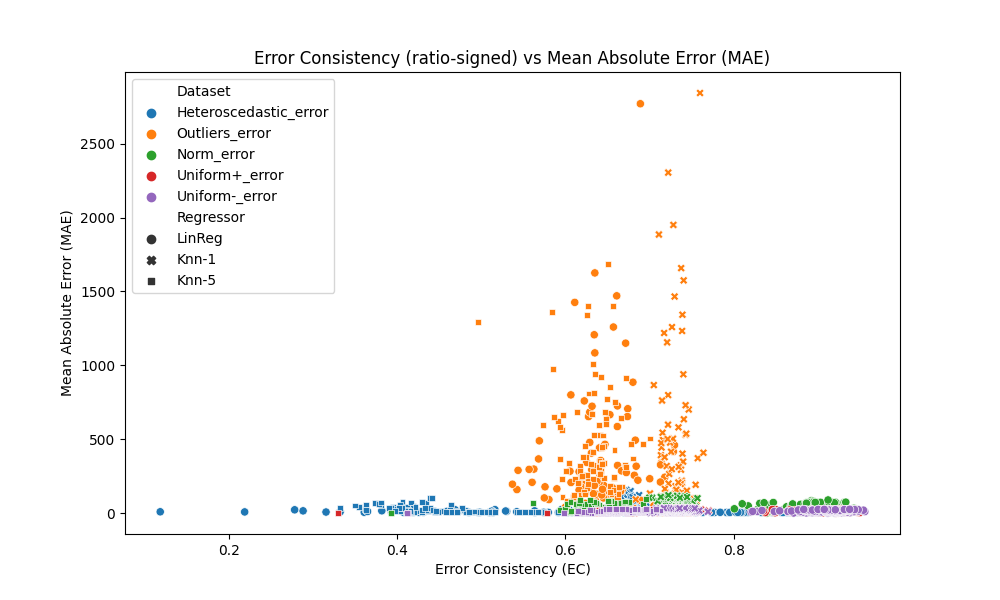 Error Consistency (ratio-signed) vs Mean Absolute Error (MAE)
Dataset
Heteroscedastic_error
Outliers_error
Norm_error
Uniform+_error
Uniform-_error
Regressor
LinReg
Knn-1
Knn-5
Mean Absolute Error (MAE)
2500
2000
1500
1000
500
0
0.2
0.4
0.6
0.8
Error Consistency (EC)